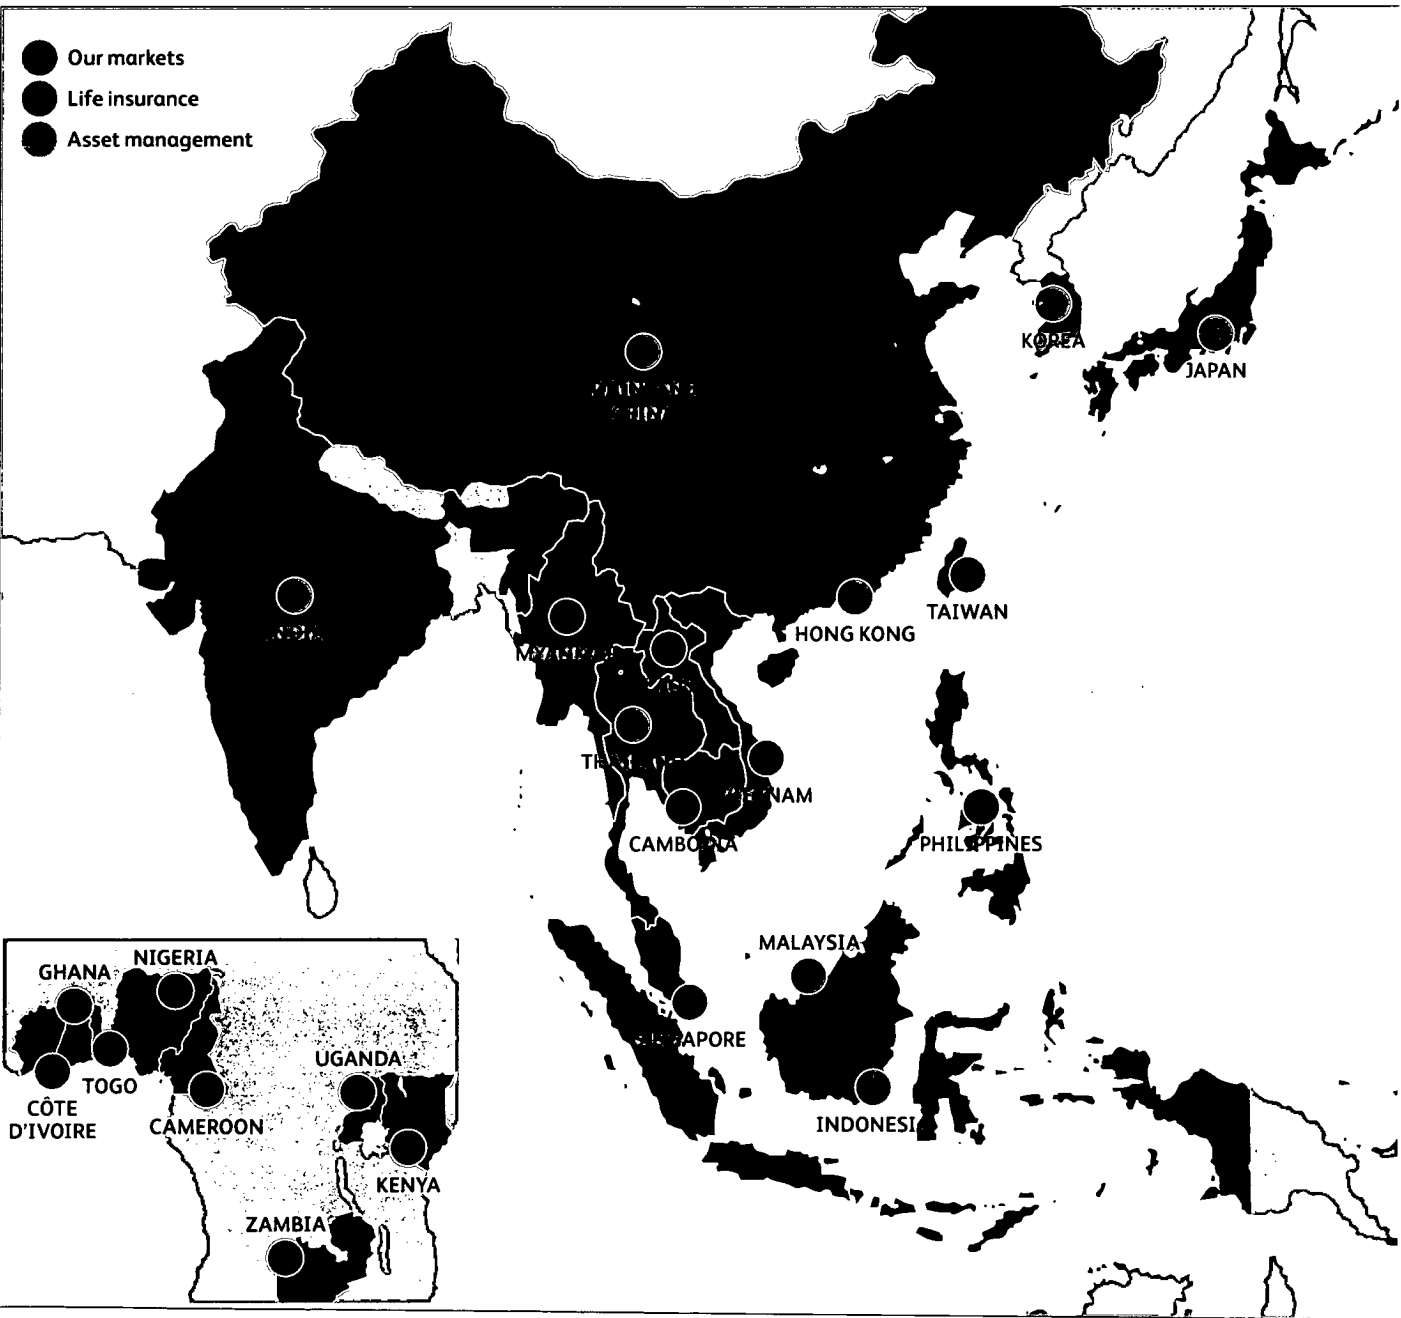 Our markets
Life insurance
Asset management
KOREA
JAPAN
TAIWAN
HONG KONG
CAMBODIA
PHILIPPINES
MALAYSIA
INDONESIA
NIGERIA
GHANA
UGANDA
TOGO
CÔTE
D'IVOIRE
CAMEROON
KENYA
ZAMBIA